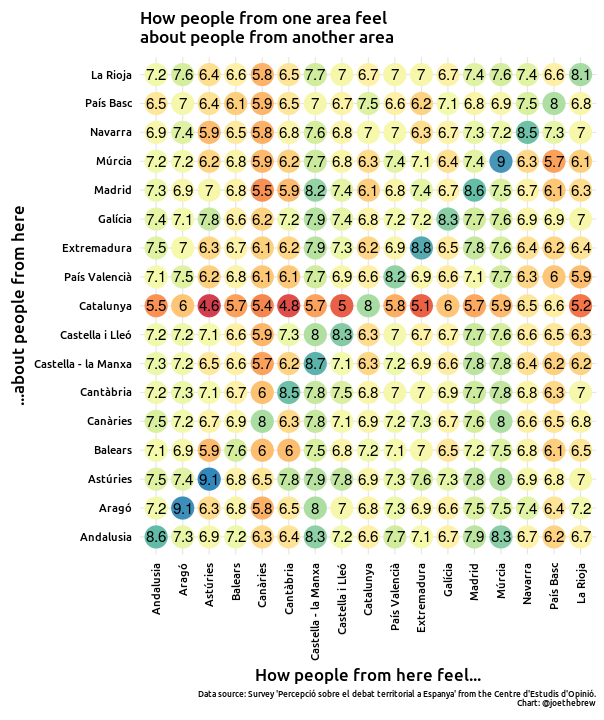 How people from one area feel
about people from another area
La Rioja 7.2 7.6 6.4 6.6 5.8 6.5 7.7 7 6.7 7 7 6.7 7.4 7.6 7.4 6.6 8.1
País Basc 6.5 7 6.4 6.1 5.9 6.5 7 6.7 7.5 6.6 6.2 7.1 6.8 6.9 7.5 8 6.8
Navarra 6.9 7.4 5.9 6.5 5.8 6.8 7.6 6.8 7 7 6.3 6.7 7.3 7.2 8.5 7.3 7
Múrcia 7.2 7.2 6.2 6.8 5.9 6.2 7.7 6.8 6.3 7.4 7.1 6.4 7.4 9 6.3 5.7 6.1
Madrid 7.3 6.9 7 6.8 5.5 5.9 8.2 7.4 6.1 6.8 7.4 6.7 8.6 7.5 6.7 6.1 6.3
Galícia 7.4 7.1 7.8 6.6 6.2 7.2 7.9 7.4 6.8 7.2 7.2 8.3 7.7 7.6 6.9 6.9 7
Extremadura 7.5 7 6.3 6.7 6.1 6.2 7.9 7.3 6.2 6.9 8.8 6.5 7.8 7.6 6.4 6.2 6.4
País Valencià 7.1 7.5 6.2 6.8 6.1 6.1 7.7 6.9 6.6 8.2 6.9 6.6 7.1 7.7 6.3 6 5.9
Catalunya 5.5 6 4.6 5.7 5.4 4.8 5.7 5 8 5.8 5.1 6 5.7 5.9 6.5 6.6 5.2
Castella i Lleó 7.2 7.2 7.1 6.6 5.9 7.3 8 8.3 6.3 7 6.7 6.7 7.7 7.6 6.6 6.5 6.3
Castella - la Manxa 7.3 7.2 6.5 6.6 5.7 6.2 8.7 7.1 6.3 7.2 6.9 6.6 7.8 7.8 6.4 6.2 6.2
Cantàbria 7.2 7.3 7.1 6.7 6 8.5 7.8 7.5 6.8 7 7 6.9 7.7 7.8 6.8 6.3 7
Canàries 7.5 7.2 6.7 6.9 8 6.3 7.8 7.1 6.9 7.2 7.3 6.7 7.6 8 6.6 6.5 6.8
Balears 7.1 6.9 5.9 7.6 6 6 7.5 6.8 7.2 7.1 7 6.5 7.2 7.5 6.8 6.1 6.5
Astúries 7.5 7.4 9.1 6.8 6.5 7.8 7.9 7.8 6.9 7.3 7.6 7.3 7.8 8 6.9 6.8 7
Aragó 7.2 9.1 6.3 6.8 5.8 6.5 8 7 6.8 7.3 6.9 6.6 7.5 7.5 7.4 6.4 7.2
Andalusia 8.6 7.3 6.9 7.2 6.3 6.4 8.3 7.2 6.6 7.7 7.1 6.7 7.9 8.3 6.7 6.2 6.7
...about people from here
Andalusia
Aragó
Astúries
Balears
Canàries
Cantàbria
Castella - la Manxa
Castella i Lleó
Catalunya
País Valencià
Extremadura
Galícia
Madrid
Múrcia
Navarra
País Basc
La Rioja
How people from here feel...
Data source: Survey 'Percepció sobre el debat territorial a Espanya' from the Centre d'Estudis d'Opinió.
Chart: @joethebrew